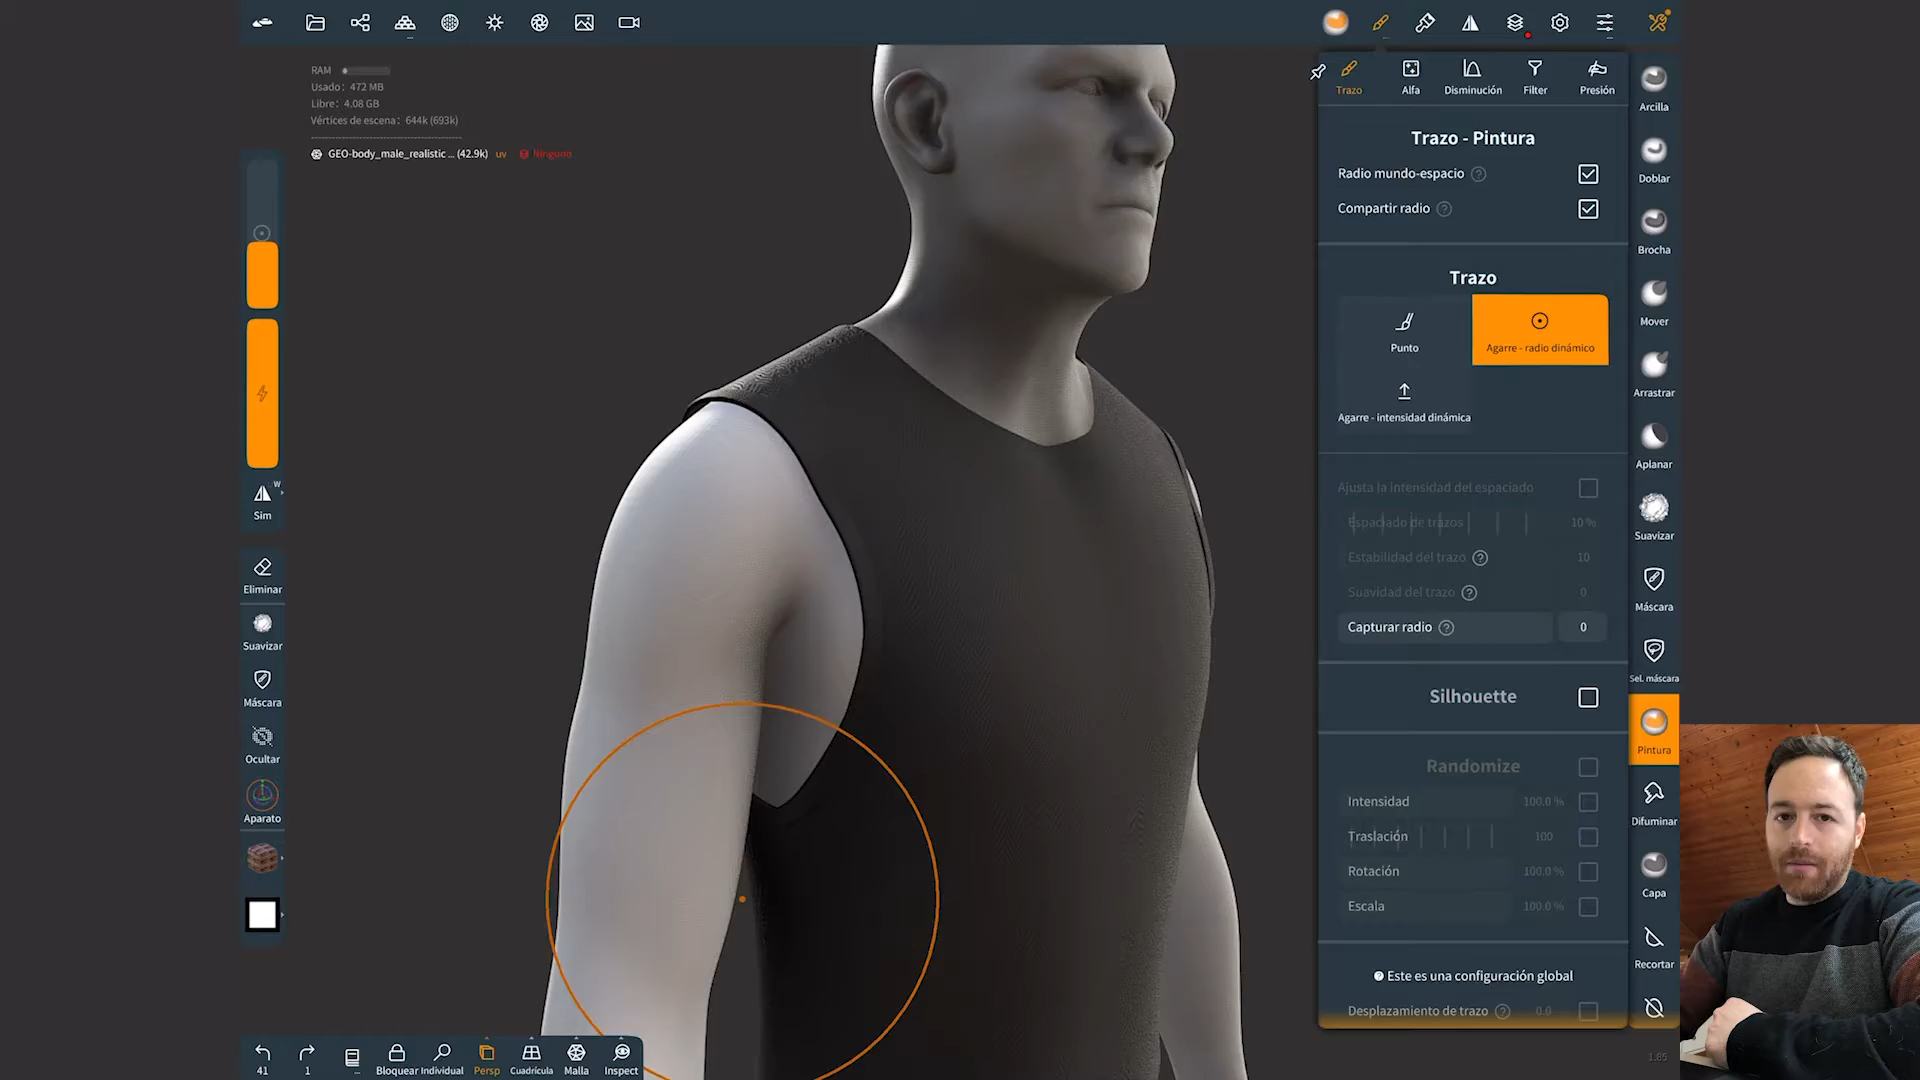 RAM
Usado: 472 MB
Libre: 4.08 GB
Vértices de escena: 644k (693k)
GEO-body_male_realistic ... (42.9k) uv Ninguno
W
Sim
Eliminar
Suavizar
Máscara
Ocultar
Aparato
41
1
...
Bloquear
Individual
Persp
Cuadrícula
Malla
Inspect
Trazo
Alfa
Disminución
Filter
Presión
Trazo - Pintura
Radio mundo-espacio ?
Compartir radio ?
Trazo
Punto
Agarre - radio dinámico
Agarre - intensidad dinámica
Ajusta la intensidad del espaciado
Espaciado de trazos 10 %
Estabilidad del trazo ? 10
Suavidad del trazo ? 0
Capturar radio ? 0
Silhouette
Randomize
Intensidad 100.0 %
Traslación 100
Rotación 100.0 %
Escala 100.0 %
? Este es una configuración global
Desplazamiento de trazo ? 0.0
Arcilla
Doblar
Brocha
Mover
Arrastrar
Aplanar
Suavizar
Máscara
Sel. máscara
Pintura
Difuminar
Capa
Recortar
1.85